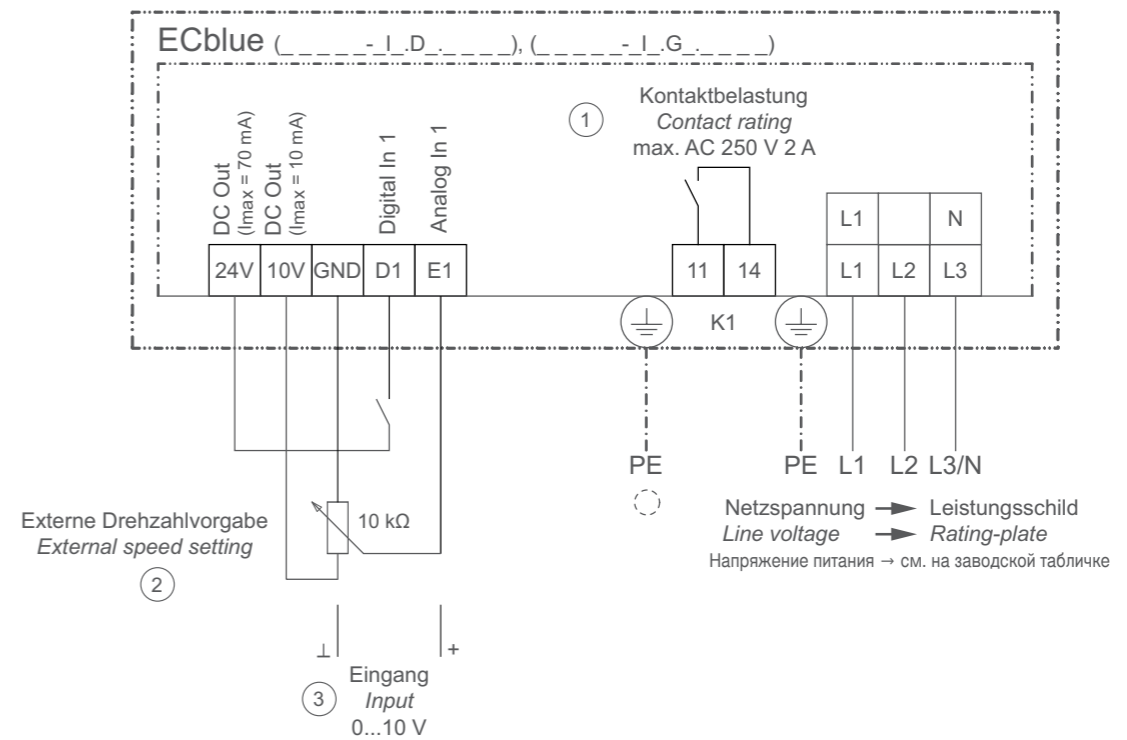 ECblue (_ _ _ _ _-_I_.D_._ _ _ _), (_ _ _ _ _-_I_.G_._ _ _ _)
DC Out
(Imax = 70 mA)
DC Out
(Imax = 10 mA)
Digital In 1
Analog In 1
1
Kontaktbelastung
Contact rating
max. AC 250 V 2 A
L1 N
24V 10V GND D1 E1
11 14
L1 L2 L3
K1
PE
PE L1 L2 L3/N
Externe Drehzahlvorgabe
External speed setting
2
10 kΩ
Netzspannung → Leistungsschild
Line voltage → Rating-plate
Напряжение питания → см. на заводской табличке
⊥ +
3
Eingang
Input
0...10 V